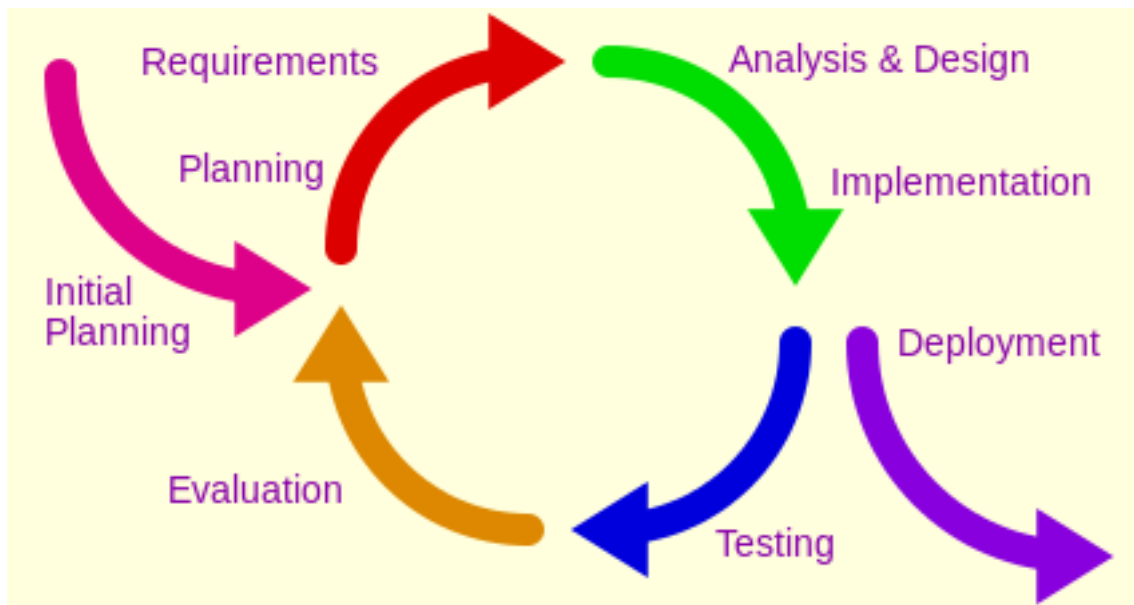 Requirements
Analysis & Design
Planning
Implementation
Initial
Planning
Deployment
Evaluation
Testing